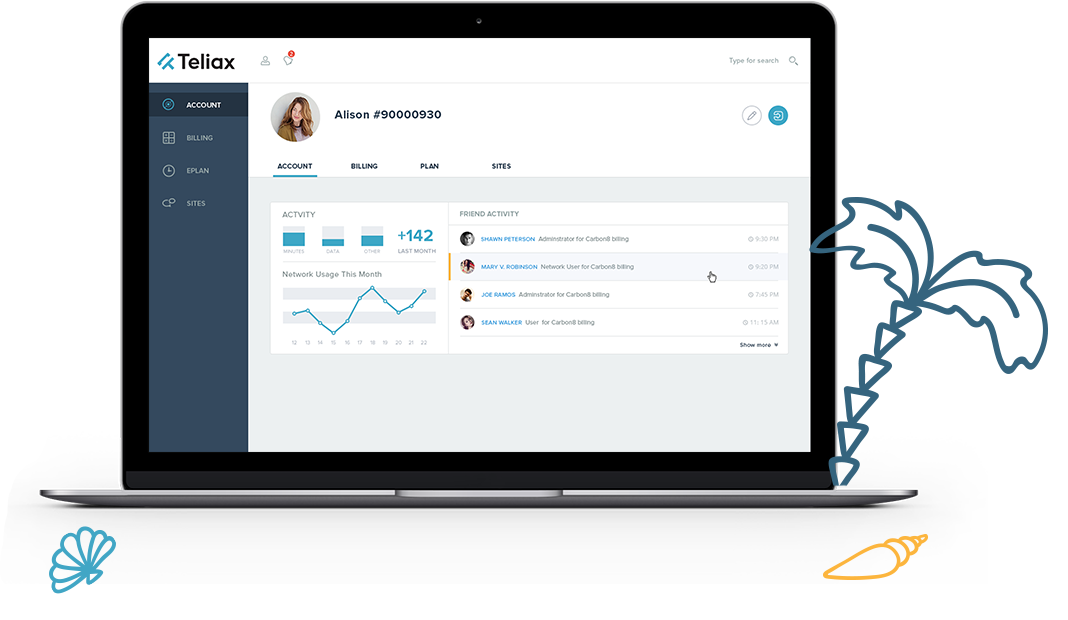 Teliax
2
Type for search
ACCOUNT
BILLING
EPLAN
SITES
Alison #90000930
ACCOUNT BILLING PLAN SITES
ACTVITY
MINUTES DATA OTHER
+142
LAST MONTH
Network Usage This Month
12 13 14 15 16 17 18 19 20 21 22
FRIEND ACTIVITY
SHAWN PETERSON Adminstrator for Carbon8 billing 9:30 PM
MARY V. ROBINSON Network User for Carbon8 billing 9:20 PM
JOE RAMOS Adminstrator for Carbon8 billing 7:45 PM
SEAN WALKER User for Carbon8 billing 11: 15 AM
Show more